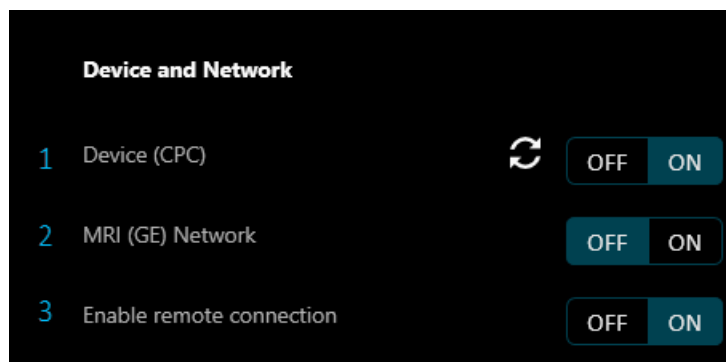 Device and Network
1 Device (CPC) OFF ON
2 MRI (GE) Network OFF ON
3 Enable remote connection OFF ON